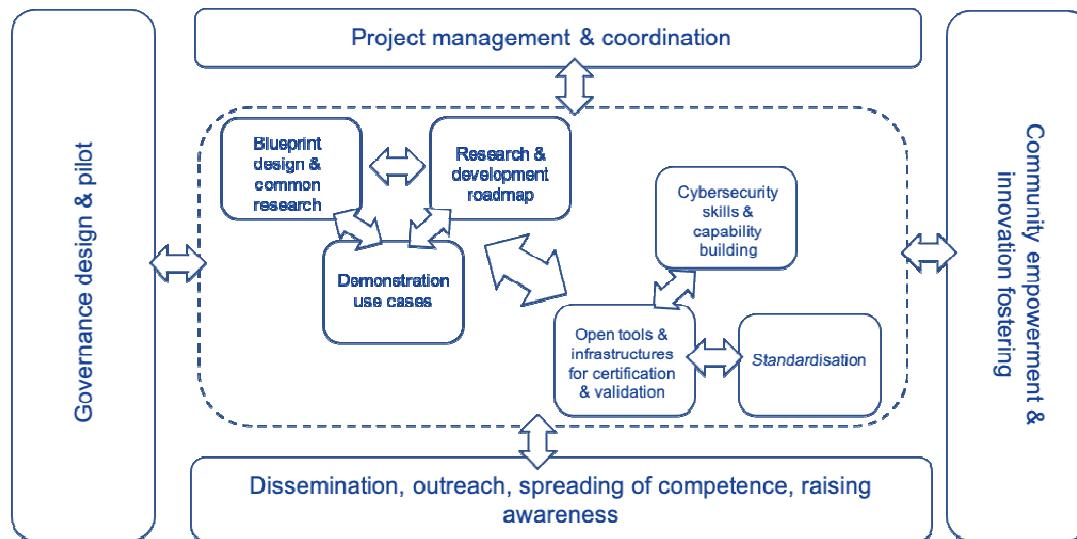 Project management & coordination
Governance design & pilot
Blueprint
design &
common
research
Research &
development
roadmap
Demonstration
use cases
Cybersecurity
skills &
capability
building
Open tools &
infrastructures
for certification
& validation
Standardisation
Community empowerment &
innovation fostering
Dissemination, outreach, spreading of competence, raising
awareness